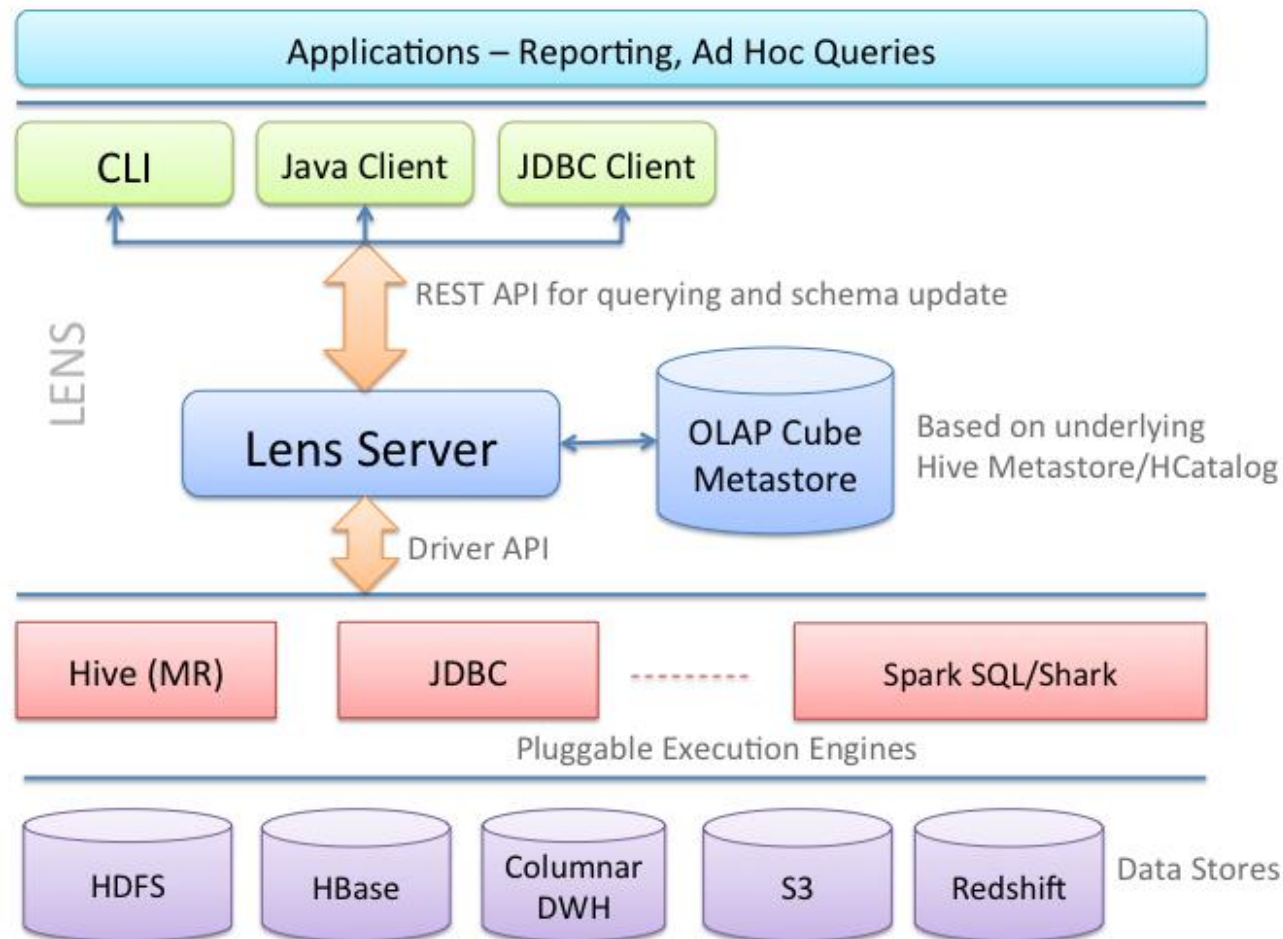 Applications – Reporting, Ad Hoc Queries
CLI
Java Client
JDBC Client
REST API for querying and schema update
LENS
Lens Server
OLAP Cube
Metastore
Based on underlying
Hive Metastore/HCatalog
Driver API
Hive (MR)
JDBC
Spark SQL/Shark
Pluggable Execution Engines
HDFS
HBase
Columnar
DWH
S3
Redshift
Data Stores